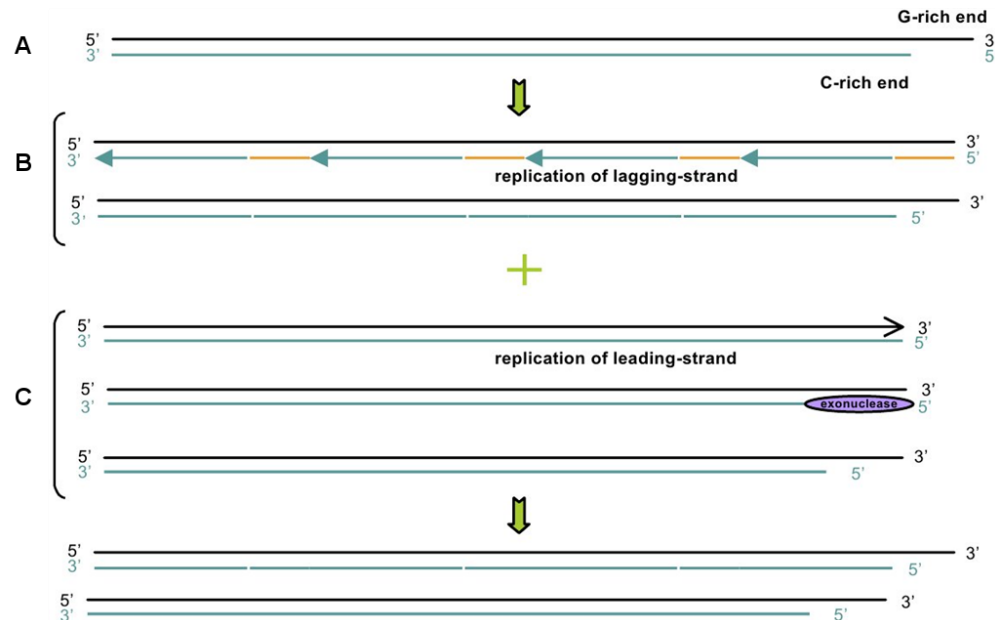 G-rich end
A 5’ 3
3’ 5
C-rich end
5’ 3’
B 3’ 5’
replication of lagging-strand
5’ 3’
3’ 5’
5’ 3’
3’ 5’
replication of leading-strand
5’ 3’
C 3’ exonuclease 5’
5’ 3’
3’ 5’
5’ 3’
3’ 5’
5’ 3’
3’ 5’